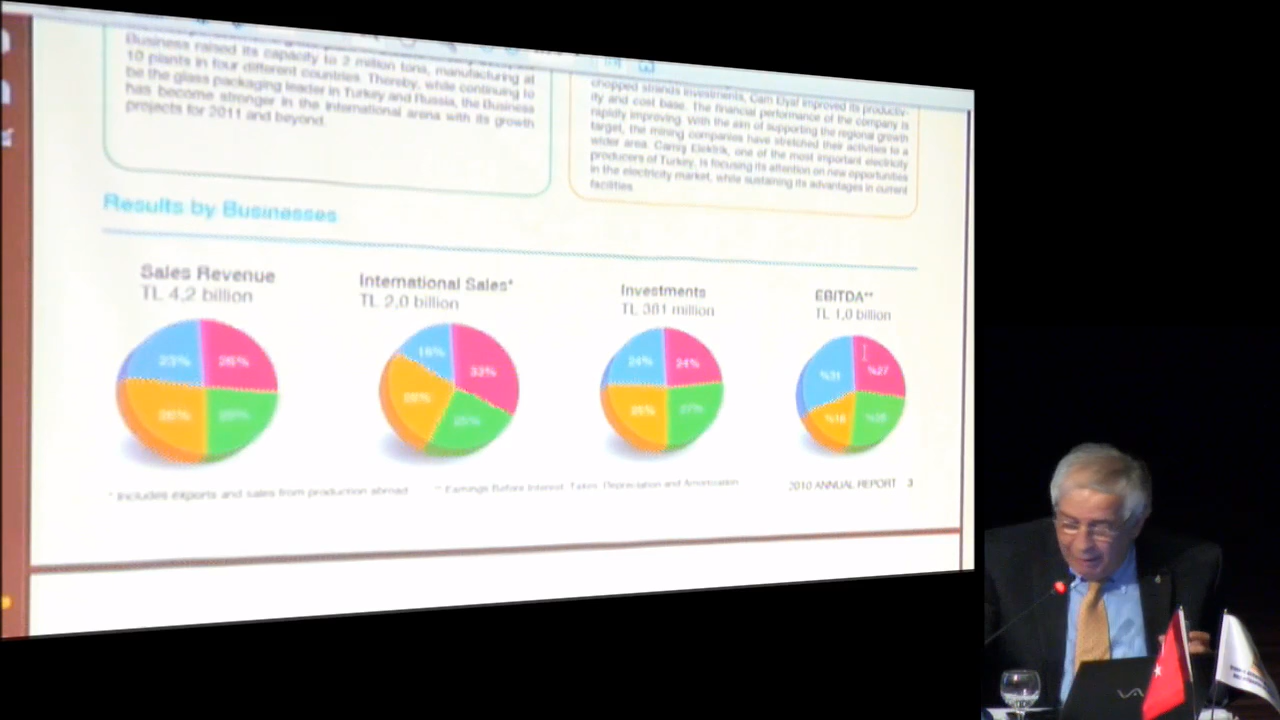 Business raised its capacity to 2 million tons, manufacturing at
10 plants in four different countries. Thereby, while continuing to
be the glass packaging leader in Turkey and Russia, the Business
has become stronger in the international arena with its growth
projects for 2011 and beyond.
chopped strands investments, Cam Elyaf improved its productiv-
ity and cost base. The financial performance of the company is
rapidly improving. With the aim of supporting the regional growth
target, the mining companies have stretched their activities to a
wider area. Camiş Elektrik, one of the most important electricity
producers of Turkey, is focusing its attention on new opportunities
in the electricity market, while sustaining its advantages in current
facilities.
Results by Businesses
Sales Revenue
TL 4,2 billion
23%
26%
International Sales*
TL 2,0 billion
16%
33%
25%
Investments
TL 381 million
24%
24%
25%
27%
EBITDA**
TL 1,0 billion
%31
%27
* Includes exports and sales from production abroad
** Earnings Before Interest, Taxes, Depreciation and Amortization
2010 ANNUAL REPORT 3
VAIO